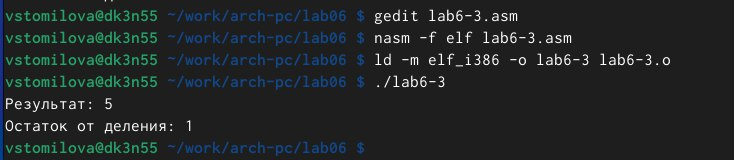 vstomilova@dk3n55 ~/work/arch-pc/lab06 $ gedit lab6-3.asm
vstomilova@dk3n55 ~/work/arch-pc/lab06 $ nasm -f elf lab6-3.asm
vstomilova@dk3n55 ~/work/arch-pc/lab06 $ ld -m elf_i386 -o lab6-3 lab6-3.o
vstomilova@dk3n55 ~/work/arch-pc/lab06 $ ./lab6-3
Результат: 5
Остаток от деления: 1
vstomilova@dk3n55 ~/work/arch-pc/lab06 $